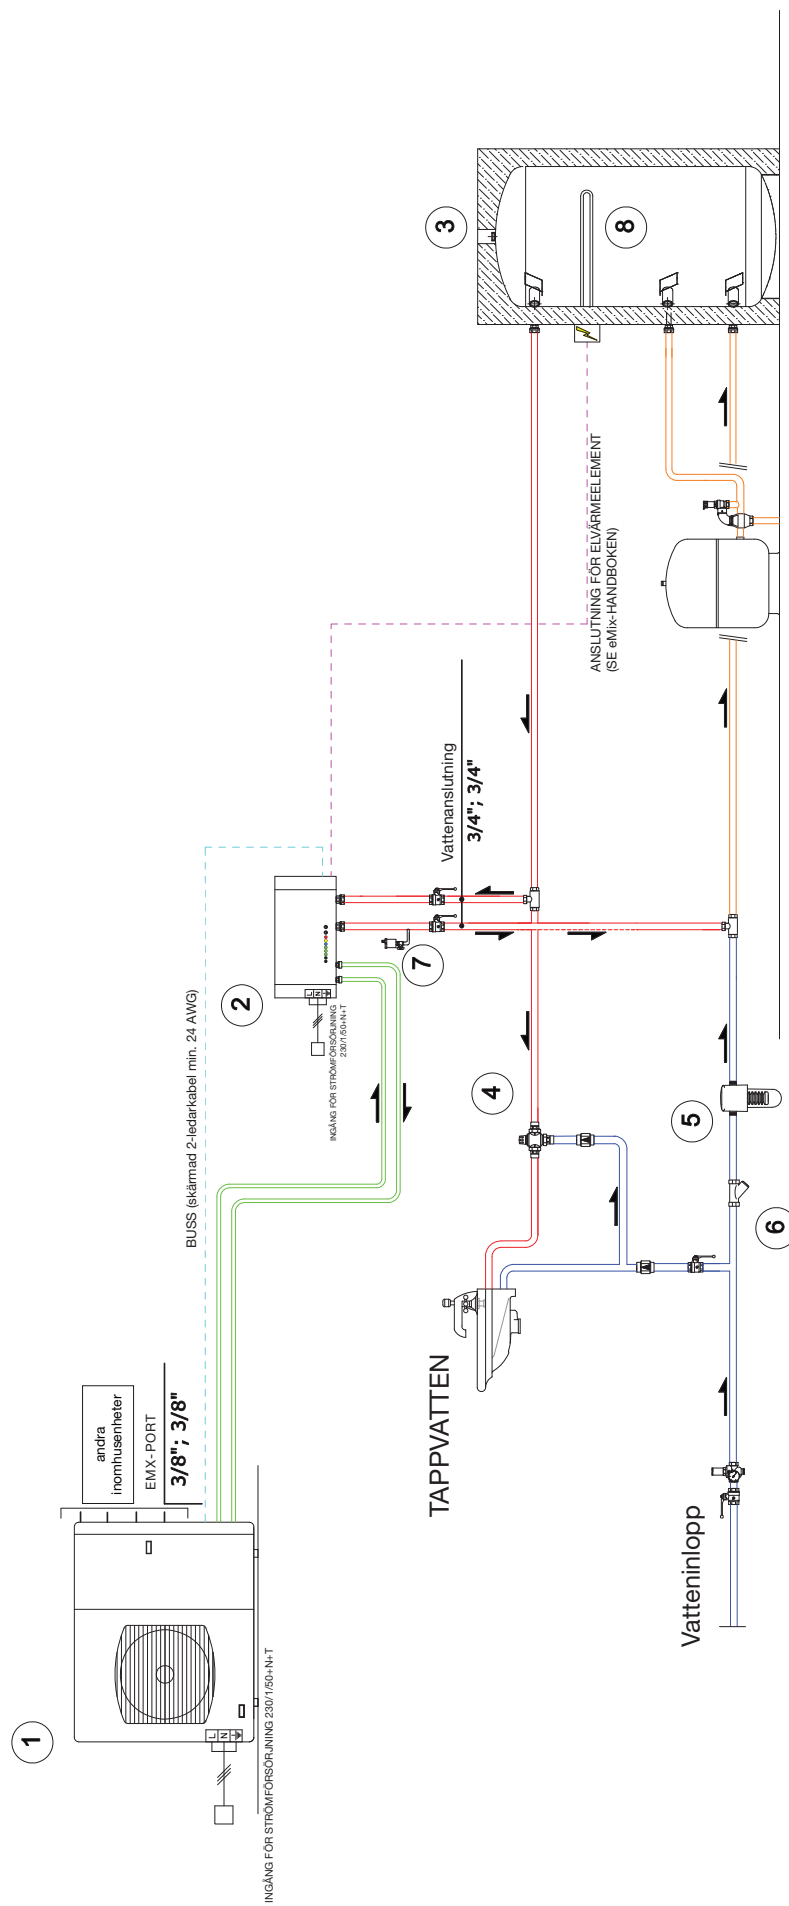 1
INGÅNG FÖR STRÖMFÖRSÖRJNING 230/1/50+N+T
L
N
andra
inomhusenheter
EMX-PORT
3/8"; 3/8"
BUSS (skärmad 2-ledarkabel min. 24 AWG)
2
L
N
INGÅNG FÖR STRÖMFÖRSÖRJNING
230/1/50+N+T
7
Vattenanslutning
3/4"; 3/4"
3
8
ANSLUTNING FÖR ELVÄRMEELEMENT
(SE eMix-HANDBOKEN)
4
TAPPVATTEN
5
6
Vatteninlopp